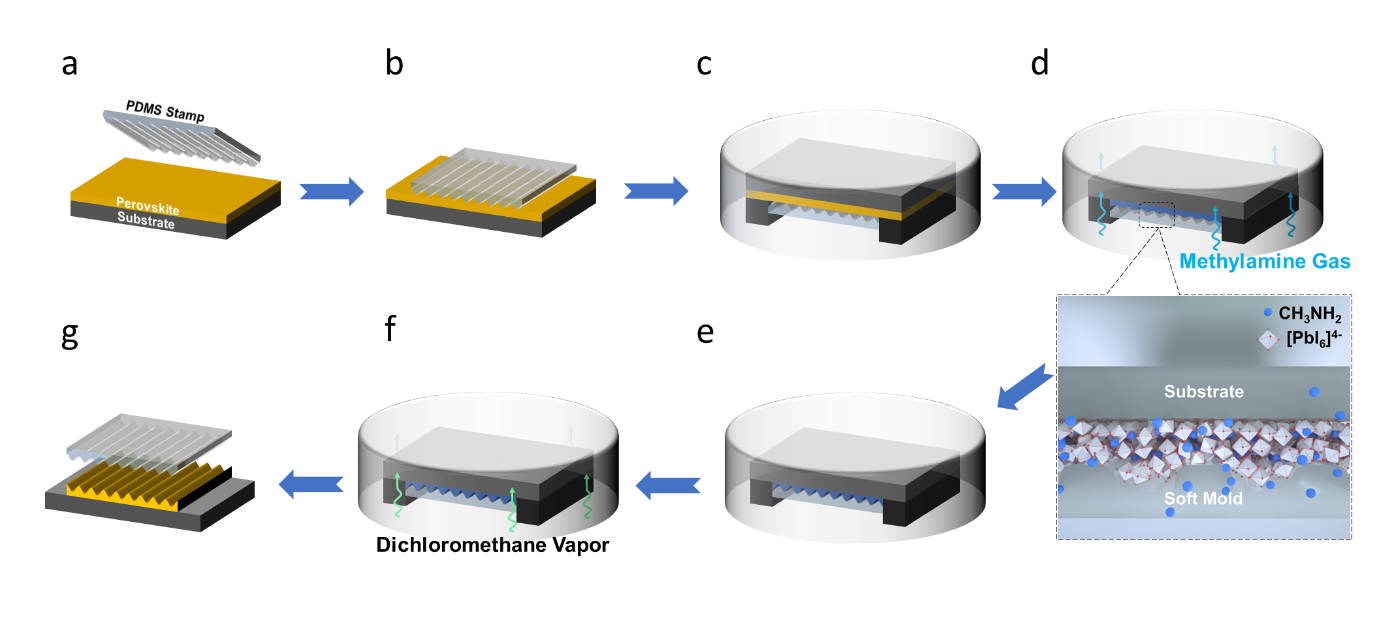 a
b
c
d
PDMS Stamp
Perovskite
Substrate
Methylamine Gas
CH₃NH₂
[PbI₆]⁴⁻
Substrate
Soft Mold
g
f
e
Dichloromethane Vapor